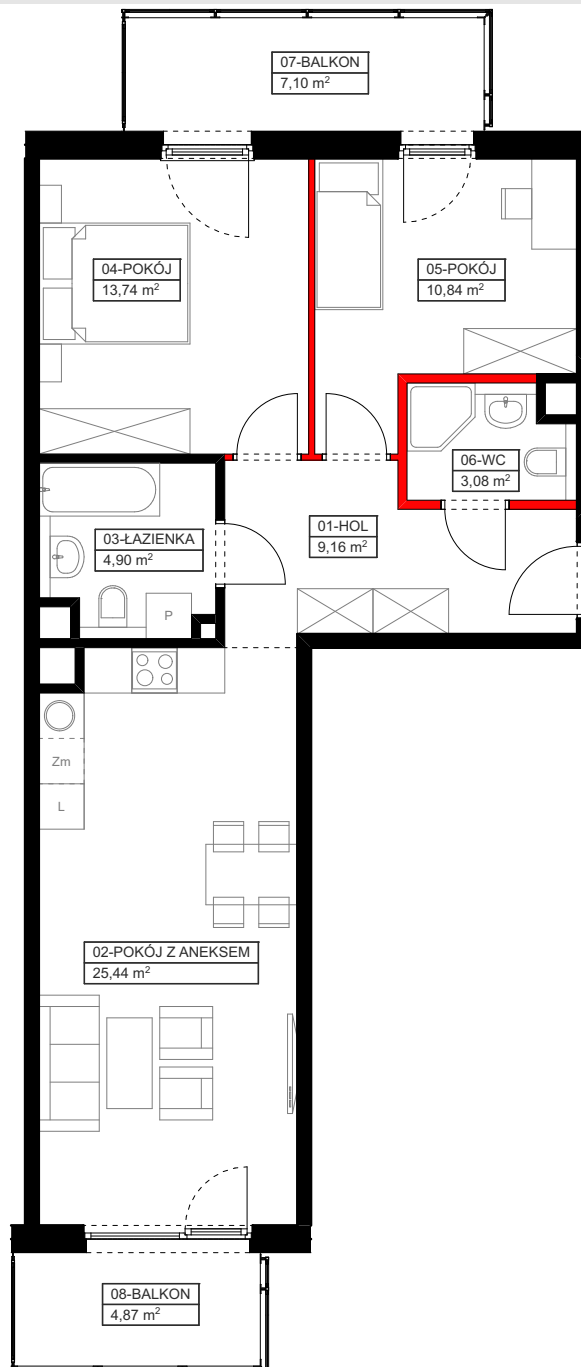 07-BALKON
7,10 m²
04-POKÓJ
13,74 m²
05-POKÓJ
10,84 m²
06-WC
3,08 m²
01-HOL
9,16 m²
03-ŁAZIENKA
4,90 m²
P
Zm
L
02-POKÓJ Z ANEKSEM
25,44 m²
08-BALKON
4,87 m²